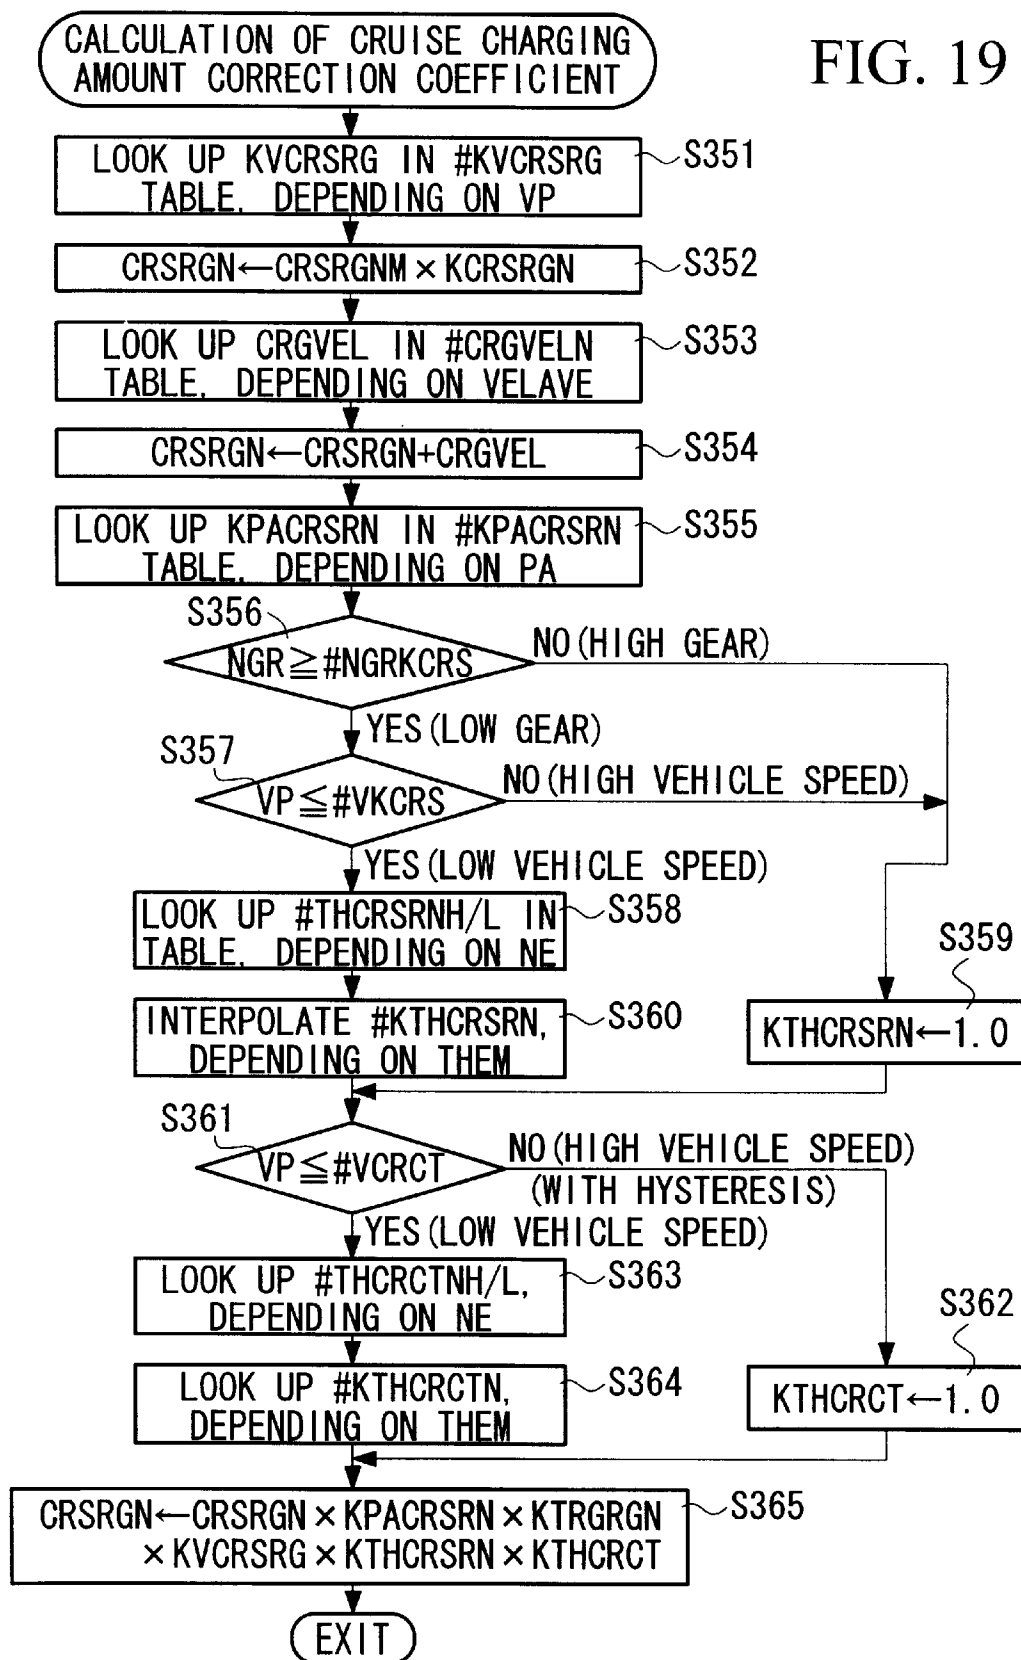 CALCULATION OF CRUISE CHARGING
AMOUNT CORRECTION COEFFICIENT
FIG. 19
LOOK UP KVCRSRG IN #KVCRSRG
TABLE, DEPENDING ON VP
S351
CRSRGN←CRSRGNM×KCRSRGN
S352
LOOK UP CRGVEL IN #CRGVELN
TABLE, DEPENDING ON VELAVE
S353
CRSRGN←CRSRGN+CRGVEL
S354
LOOK UP KPACRSRN IN #KPACRSRN
TABLE, DEPENDING ON PA
S355
S356
NGR≧#NGRKCRS
NO(HIGH GEAR)
YES(LOW GEAR)
S357
VP≦#VKCRS
NO(HIGH VEHICLE SPEED)
YES(LOW VEHICLE SPEED)
LOOK UP #THCRSRNH/L IN
TABLE, DEPENDING ON NE
S358
S359
KTHCRSRN←1.0
INTERPOLATE #KTHCRSRN,
DEPENDING ON THEM
S360
S361
VP≦#VCRCT
NO(HIGH VEHICLE SPEED)
(WITH HYSTERESIS)
YES(LOW VEHICLE SPEED)
LOOK UP #THCRCTNH/L,
DEPENDING ON NE
S363
S362
KTHCRCT←1.0
LOOK UP #KTHCRCTN,
DEPENDING ON THEM
S364
CRSRGN←CRSRGN×KPACRSRN×KTRGRGN
×KVCRSRG×KTHCRSRN×KTHCRCT
S365
EXIT